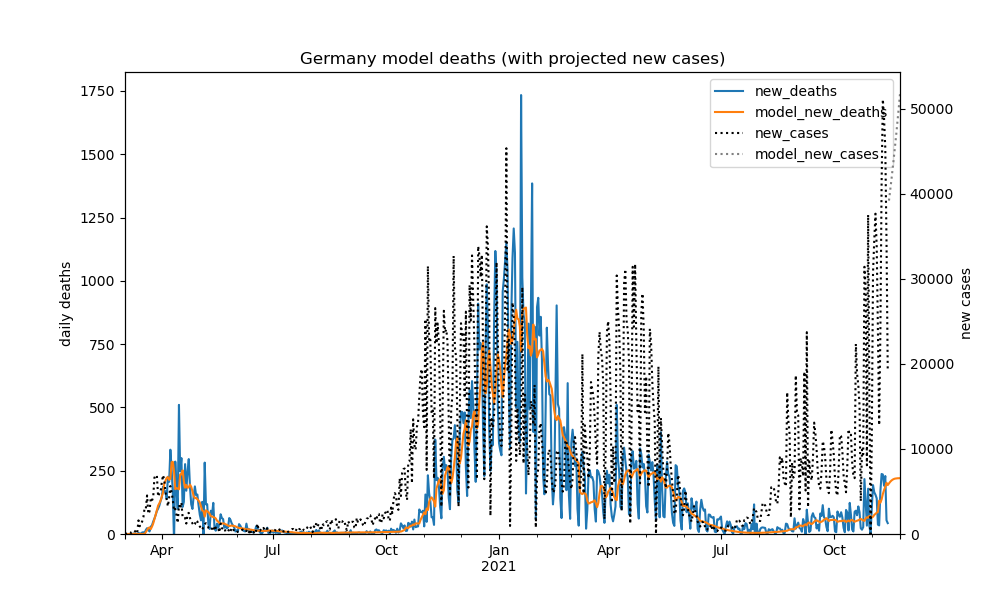 Germany model deaths (with projected new cases)
1750
1500
1250
1000
750
500
250
0
daily deaths
new_deaths
model_new_deaths
new_cases
model_new_cases
50000
40000
30000
20000
10000
0
new cases
Apr
Jul
Oct
Jan
2021
Apr
Jul
Oct